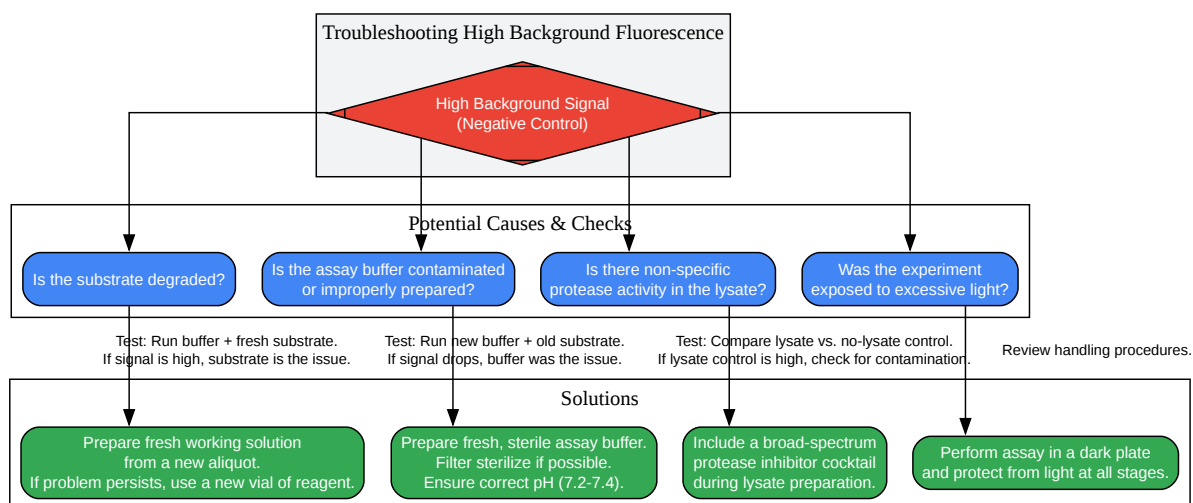 Troubleshooting High Background Fluorescence
High Background Signal
(Negative Control)
Potential Causes & Checks
Is the substrate degraded?
Is the assay buffer contaminated
or improperly prepared?
Is there non-specific
protease activity in the lysate?
Was the experiment
exposed to excessive light?
Test: Run buffer + fresh substrate.
If signal is high, substrate is the issue.
Test: Run new buffer + old substrate.
If signal drops, buffer was the issue.
Test: Compare lysate vs. no-lysate control.
If lysate control is high, check for contamination.
Review handling procedures.
Solutions
Prepare fresh working solution
from a new aliquot.
If problem persists, use a new vial of reagent.
Prepare fresh, sterile assay buffer.
Filter sterilize if possible.
Ensure correct pH (7.2-7.4).
Include a broad-spectrum
protease inhibitor cocktail
during lysate preparation.
Perform assay in a dark plate
and protect from light at all stages.